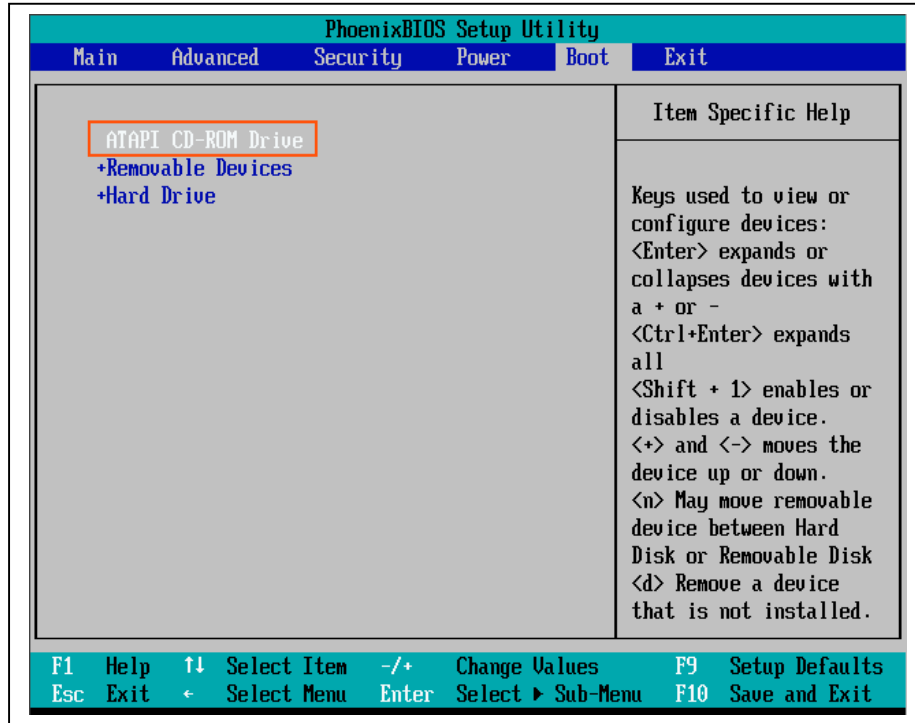 PhoenixBIOS Setup Utility
Main Advanced Security Power Boot Exit
ATAPI CD-ROM Drive
+Removable Devices
+Hard Drive
Item Specific Help
Keys used to view or
configure devices:
<Enter> expands or
collapses devices with
a + or -
<Ctrl+Enter> expands
all
<Shift + 1> enables or
disables a device.
<+> and <-> moves the
device up or down.
<n> May move removable
device between Hard
Disk or Removable Disk
<d> Remove a device
that is not installed.
F1 Help ↑↓ Select Item -/+ Change Values F9 Setup Defaults
Esc Exit ← Select Menu Enter Select ▶ Sub-Menu F10 Save and Exit